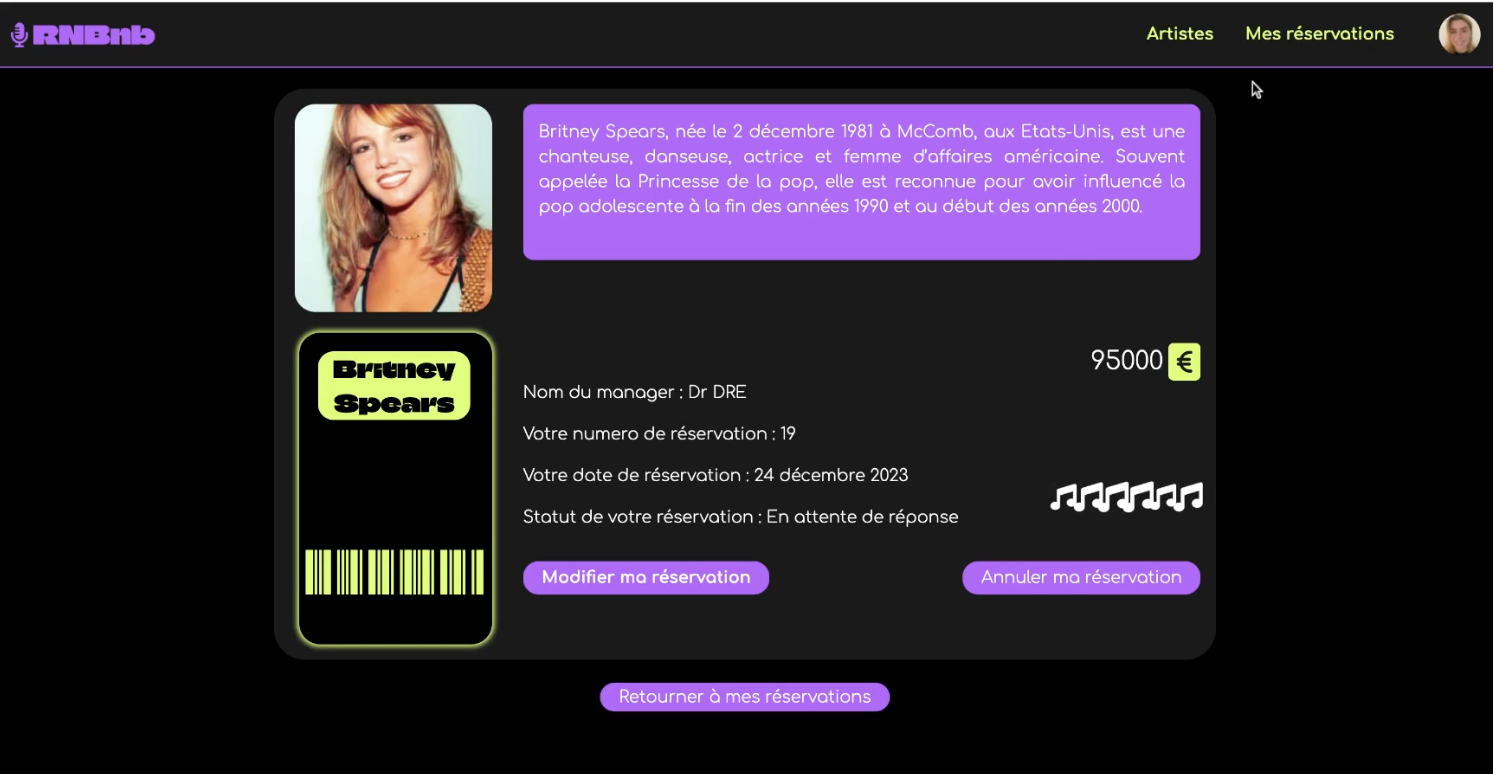 RNBnb
Artistes
Mes réservations
Britney Spears, née le 2 décembre 1981 à McComb, aux Etats-Unis, est une
chanteuse, danseuse, actrice et femme d'affaires américaine. Souvent
appelée la Princesse de la pop, elle est reconnue pour avoir influencé la
pop adolescente à la fin des années 1990 et au début des années 2000.
Britney
Spears
95000 €
Nom du manager : Dr DRE
Votre numero de réservation : 19
Votre date de réservation : 24 décembre 2023
Statut de votre réservation : En attente de réponse
Modifier ma réservation
Annuler ma réservation
Retourner à mes réservations